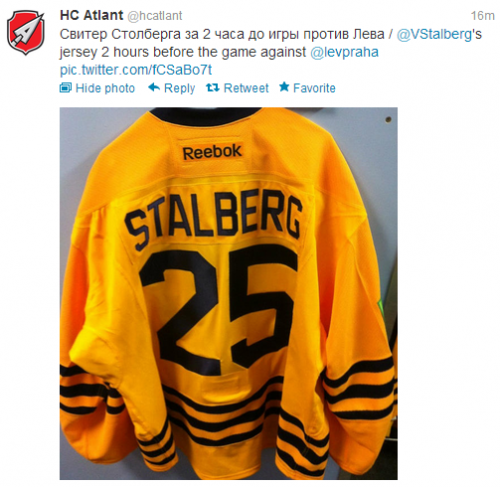 HC Atlant @hcatlant 16m
Свитер Столберга за 2 часа до игры против Лева / @VStalberg's
jersey 2 hours before the game against @levpraha
pic.twitter.com/fCSaBo7t
Hide photo Reply Retweet Favorite
Reebok
STALBERG
25